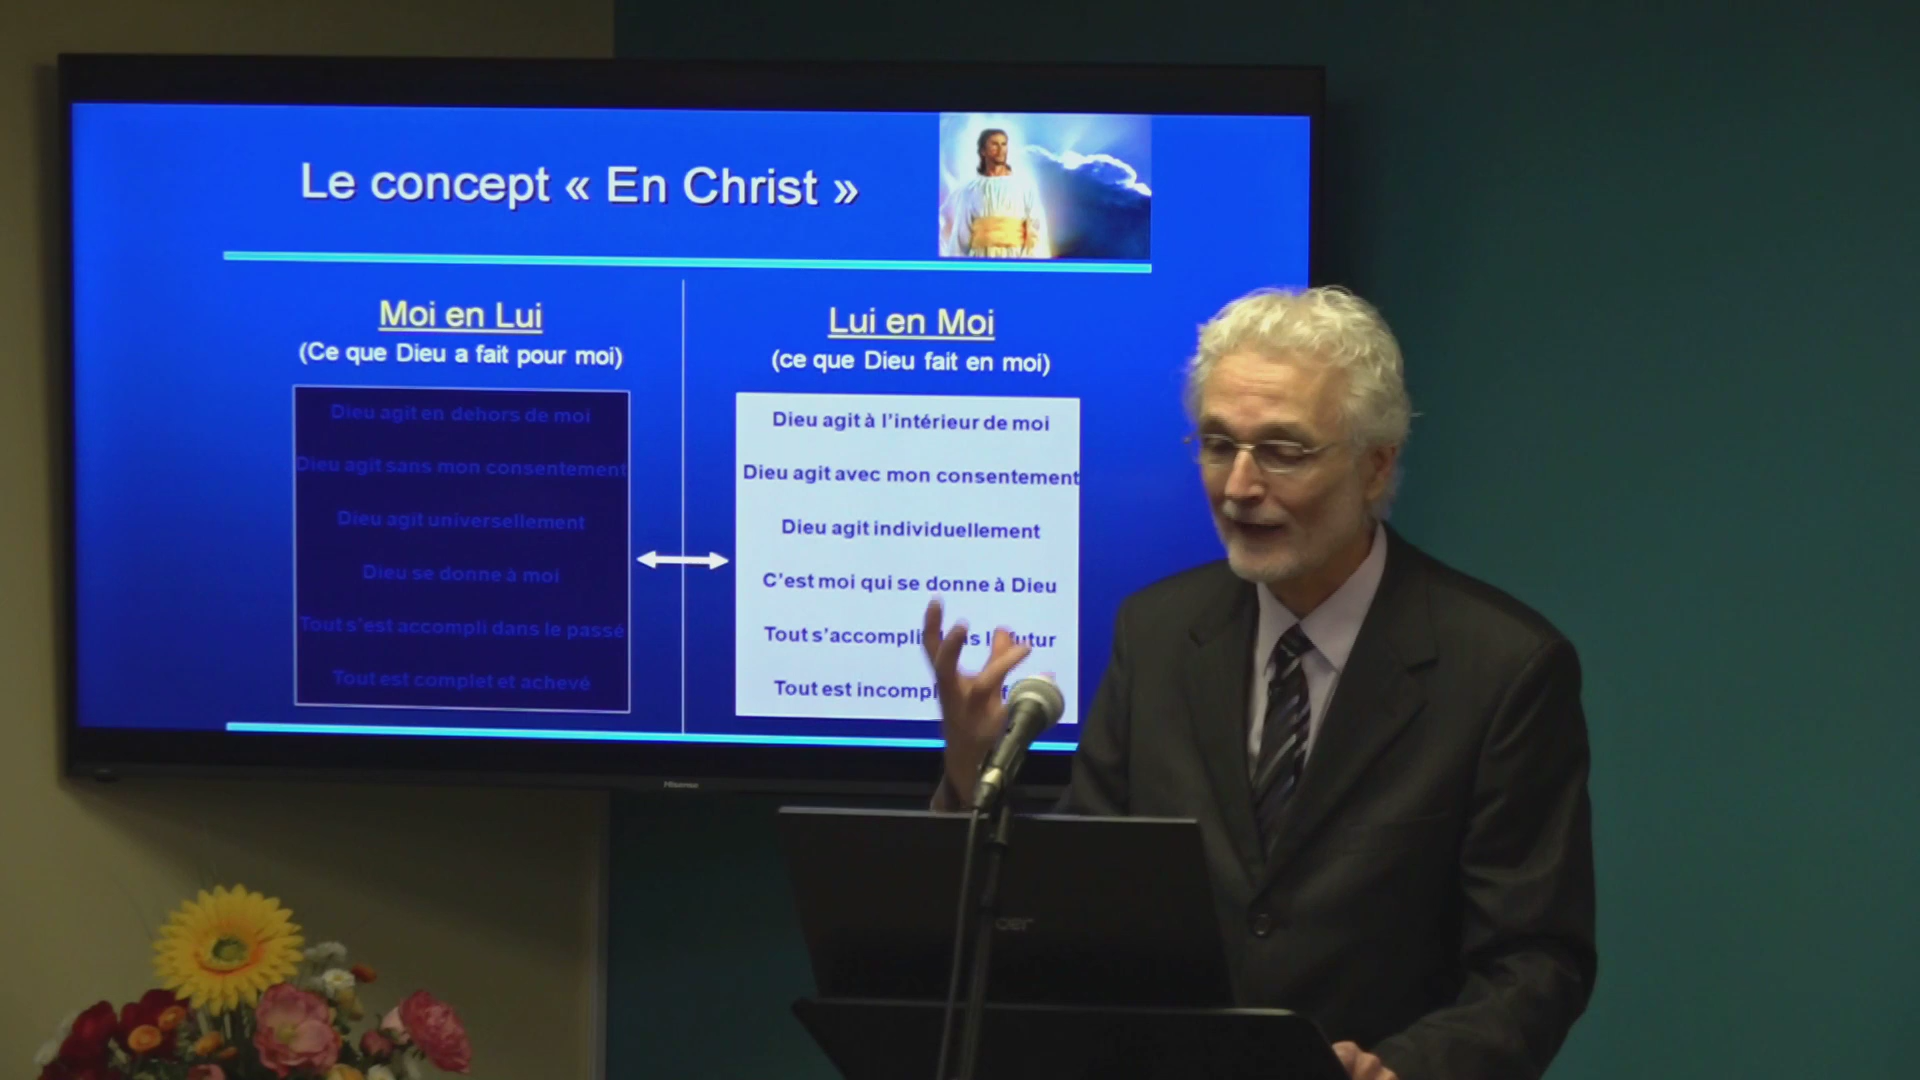 Le concept « En Christ »
Moi en Lui
(Ce que Dieu a fait pour moi)
Dieu agit en dehors de moi
Dieu agit sans mon consentement
Dieu agit universellement
Dieu se donne à moi
Tout s'est accompli dans le passé
Tout est complet et achevé
Lui en Moi
(ce que Dieu fait en moi)
Dieu agit à l'intérieur de moi
Dieu agit avec mon consentement
Dieu agit individuellement
C'est moi qui se donne à Dieu
Tout s'accomplit futur
Tout est
Hisense